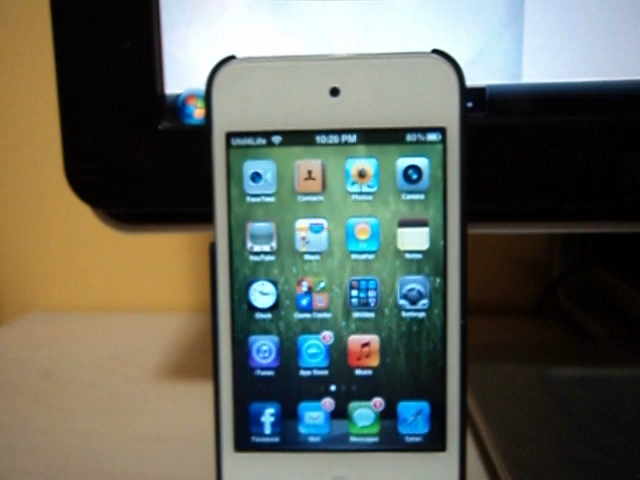 10:26 PM 83%
FaceTime Contacts Photos Camera
YouTube Maps Weather Notes
Clock Game Center Utilities Settings
iTunes App Store Music
Facebook Mail Messages Safari